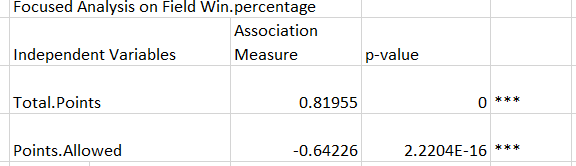 Focused Analysis on Field Win.percentage
Association
Independent Variables Measure p-value
Total.Points 0.81955 0 ***
Points.Allowed -0.64226 2.2204E-16 ***